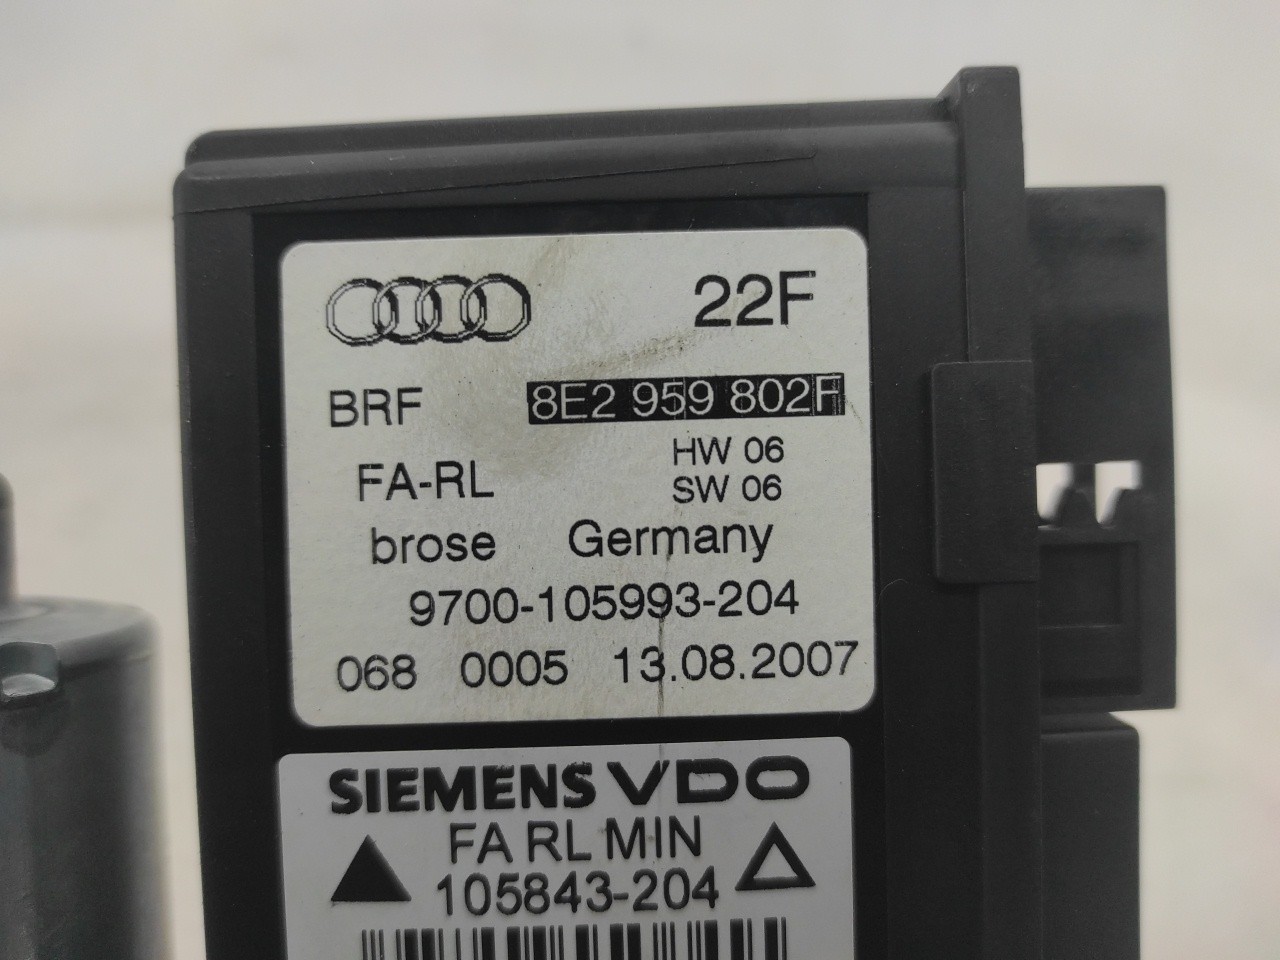 22F
BRF 8E2 959 802F
HW 06
FA-RL SW 06
brose Germany
9700-105993-204
068 0005 13.08.2007
SIEMENS VDO
FA RL MIN
105843-204